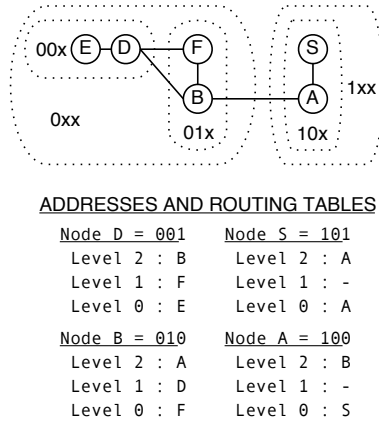 00x E D F S
B A 1xx
0xx 01x 10x
ADDRESSES AND ROUTING TABLES
Node D = 001 Node S = 101
Level 2 : B Level 2 : A
Level 1 : F Level 1 : -
Level 0 : E Level 0 : A
Node B = 010 Node A = 100
Level 2 : A Level 2 : B
Level 1 : D Level 1 : -
Level 0 : F Level 0 : S